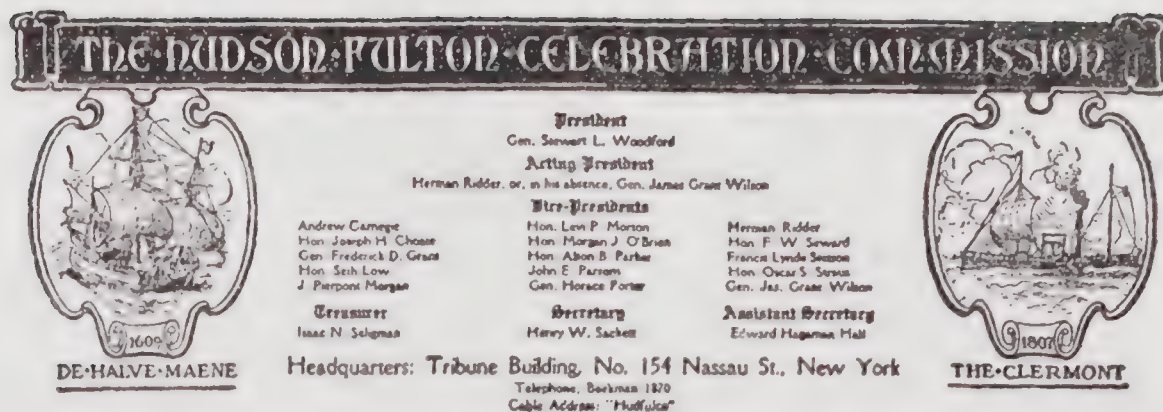 THE·HUDSON·FULTON·CELEBRATION·COMMISSION
President
Gen. Stewart L. Woodford
Acting President
Herman Ridder, or, in his absence, Gen. James Grant Wilson
Vice-Presidents
Andrew Carnegie
Hon. Joseph H. Choate
Gen. Frederick D. Grant
Hon. Seth Low
J. Pierpont Morgan
Hon. Levi P. Morton
Hon. Morgan J. O'Brien
Hon. Alton B. Parker
John E. Parsons
Gen. Horace Porter
Herman Ridder
Hon. F. W. Seward
Francis Lynde Stetson
Hon. Oscar S. Straus
Gen. Jas. Grant Wilson
Treasurer
Isaac N. Seligman
Secretary
Henry W. Sackett
Assistant Secretary
Edward Hagaman Hall
1609
DE·HALVE·MAENE
1807
THE·CLERMONT
Headquarters: Tribune Building, No. 154 Nassau St., New York
Telephone, Beekman 1870
Cable Address: "Hudfulco"